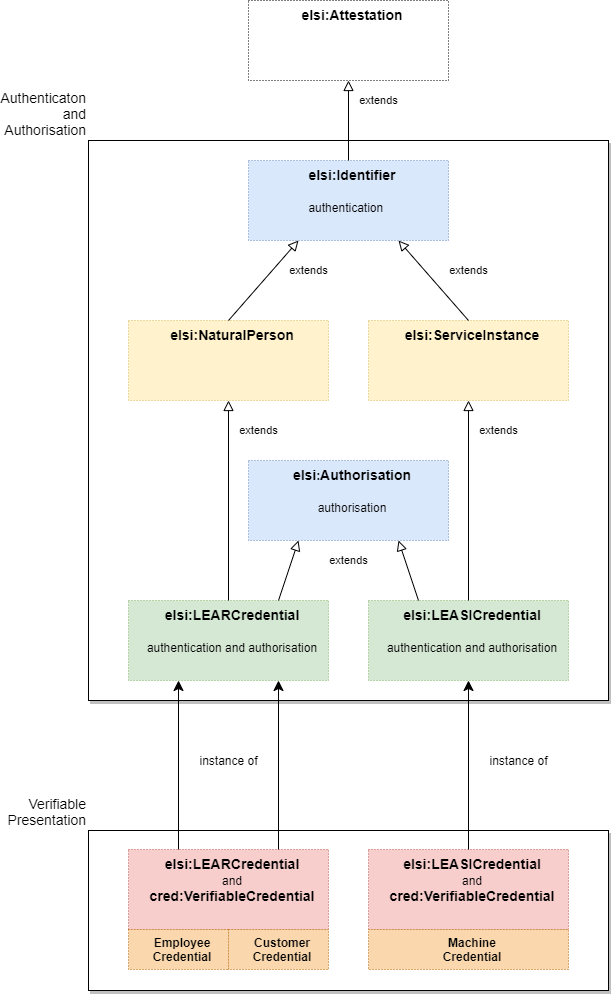 elsi:Attestation
Authenticaton
and
Authorisation
extends
elsi:Identifier
authentication
extends
extends
elsi:NaturalPerson
elsi:ServiceInstance
extends
extends
elsi:Authorisation
authorisation
extends
elsi:LEARCredential
authentication and authorisation
elsi:LEASICredential
authentication and authorisation
instance of
instance of
Verifiable
Presentation
elsi:LEARCredential
and
cred:VerifiableCredential
elsi:LEASICredential
and
cred:VerifiableCredential
Employee
Credential
Customer
Credential
Machine
Credential